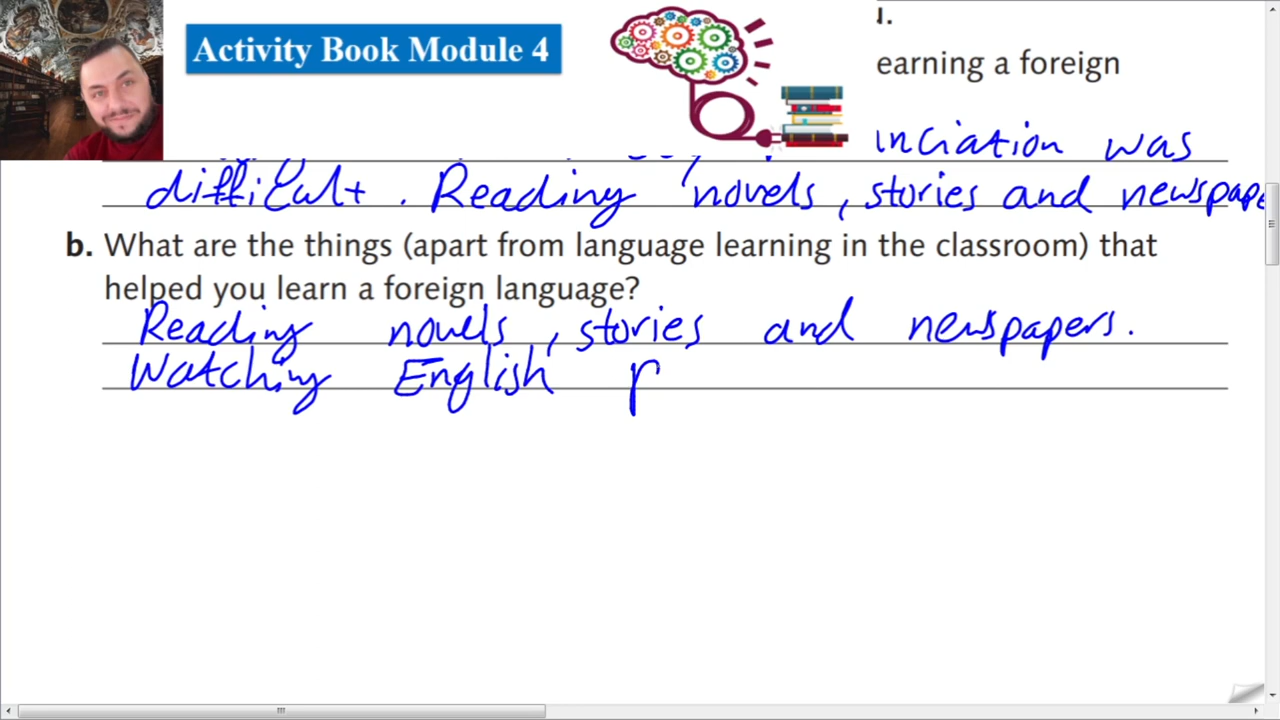 Activity Book Module 4
earning a foreign
nciation was
difficult. Reading novels, stories and newspape
b. What are the things (apart from language learning in the classroom) that
helped you learn a foreign language?
Reading novels, stories and newspapers.
Watching English p